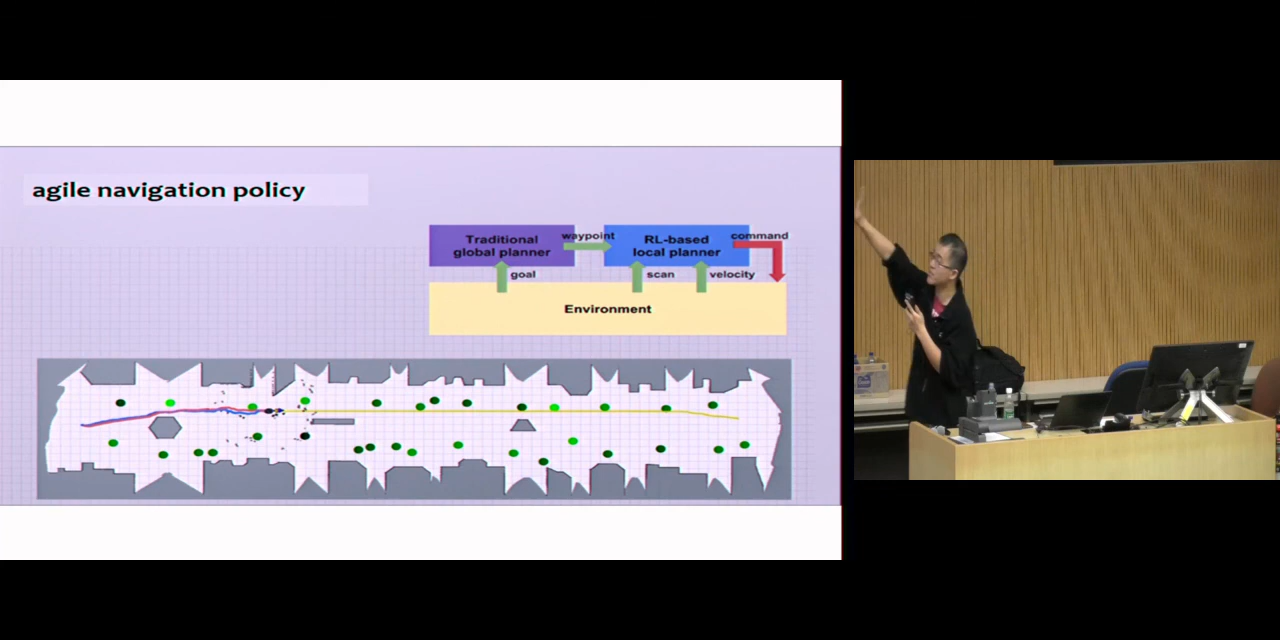 agile navigation policy
Traditional
global planner
waypoint
RL-based
local planner
command
goal
scan
velocity
Environment